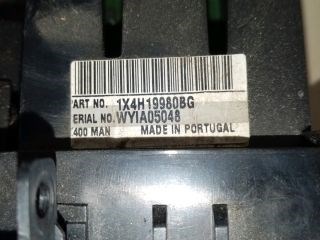 ART NO. 1X4H19980BG
ERIAL NO. WYIA05048
400 MAN MADE IN PORTUGAL